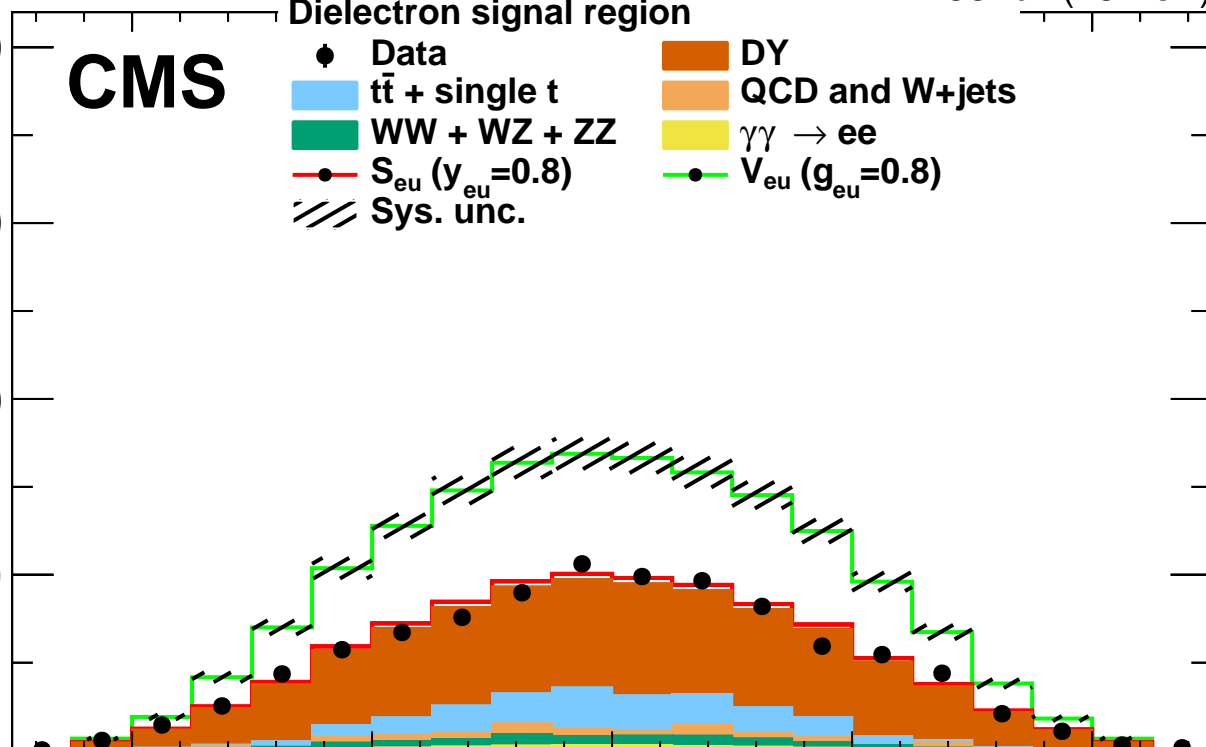 Dielectron signal region
CMS
Data
DY
tt̄ + single t
QCD and W+jets
WW + WZ + ZZ
γγ → ee
S_eu (y_eu=0.8)
V_eu (g_eu=0.8)
Sys. unc.